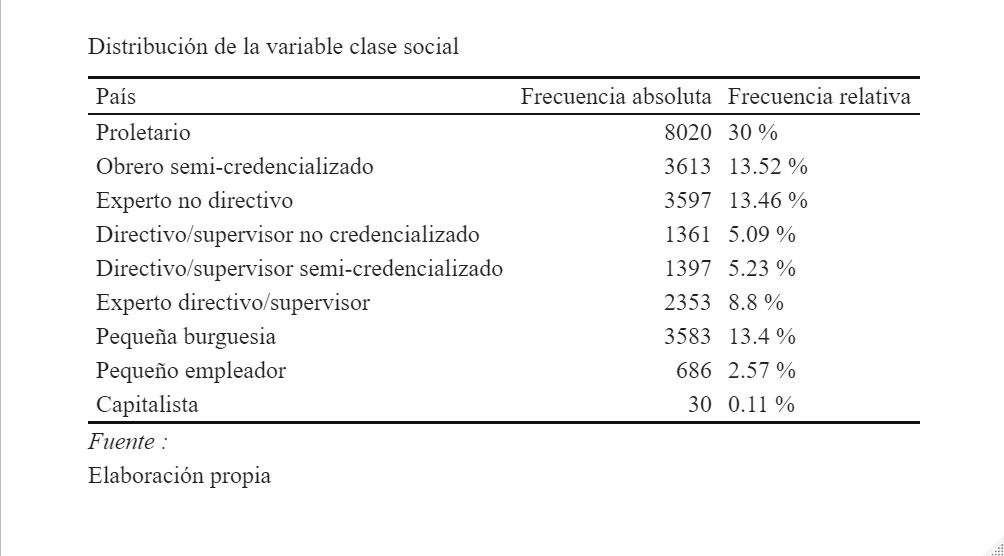 Distribución de la variable clase social
País Frecuencia absoluta Frecuencia relativa
Proletario 8020 30 %
Obrero semi-credencializado 3613 13.52 %
Experto no directivo 3597 13.46 %
Directivo/supervisor no credencializado 1361 5.09 %
Directivo/supervisor semi-credencializado 1397 5.23 %
Experto directivo/supervisor 2353 8.8 %
Pequeña burguesia 3583 13.4 %
Pequeño empleador 686 2.57 %
Capitalista 30 0.11 %
Fuente :
Elaboración propia